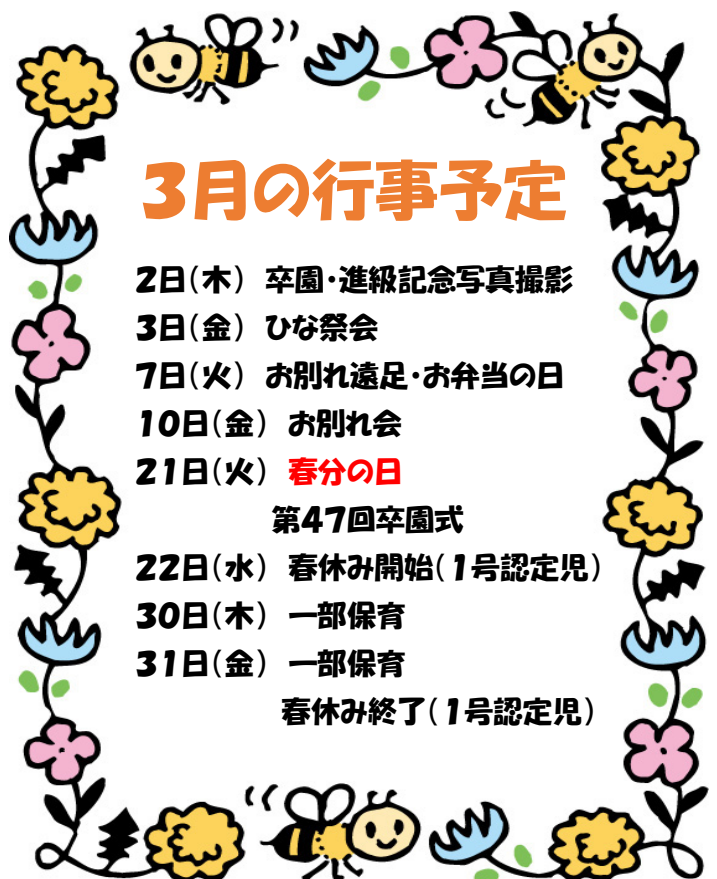 3月の行事予定
2日(木) 卒園・進級記念写真撮影
3日(金) ひな祭会
7日(火) お別れ遠足・お弁当の日
10日(金) お別れ会
21日(火) 春分の日
第47回卒園式
22日(水) 春休み開始(1号認定児)
30日(木) 一部保育
31日(金) 一部保育
春休み終了(1号認定児)